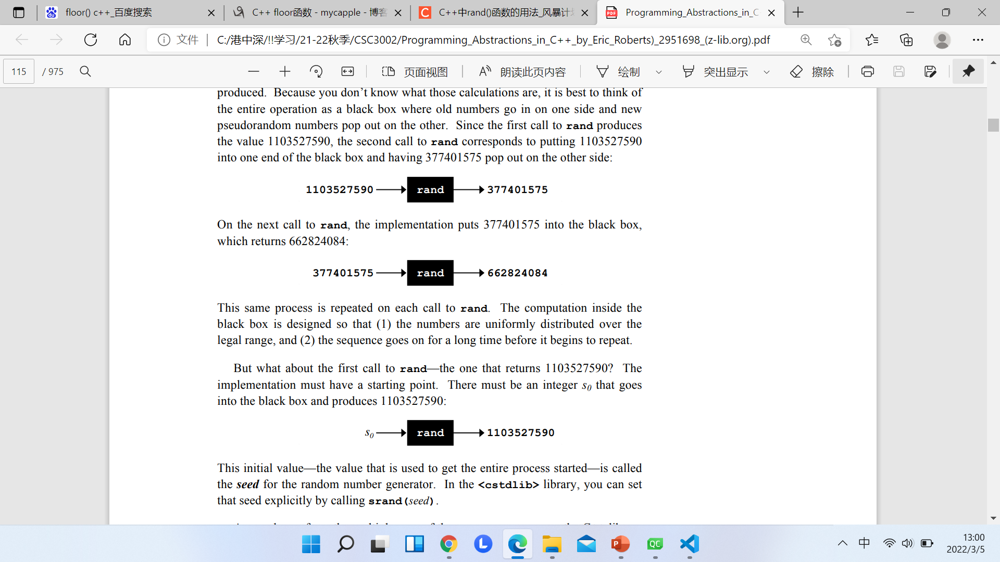 floor() c++_百度搜索
C++ floor函数 - mycapple - 博客
C++中rand()函数的用法_风暴计
Programming_Abstractions_in_C
文件
C:/港中深/!!学习/21-22秋季/CSC3002/Programming_Abstractions_in_C++_by_Eric_Roberts)_2951698_(z-lib.org).pdf
115 / 975
页面视图
朗读此页内容
绘制
突出显示
擦除
produced. Because you don’t know what those calculations are, it is best to think of
the entire operation as a black box where old numbers go in on one side and new
pseudorandom numbers pop out on the other. Since the first call to rand produces
the value 1103527590, the second call to rand corresponds to putting 1103527590
into one end of the black box and having 377401575 pop out on the other side:
1103527590 rand 377401575
On the next call to rand, the implementation puts 377401575 into the black box,
which returns 662824084:
377401575 rand 662824084
This same process is repeated on each call to rand. The computation inside the
black box is designed so that (1) the numbers are uniformly distributed over the
legal range, and (2) the sequence goes on for a long time before it begins to repeat.
But what about the first call to rand—the one that returns 1103527590? The
implementation must have a starting point. There must be an integer s0 that goes
into the black box and produces 1103527590:
s0 rand 1103527590
This initial value—the value that is used to get the entire process started—is called
the seed for the random number generator. In the <cstdlib> library, you can set
that seed explicitly by calling srand(seed).
中
13:00
2022/3/5